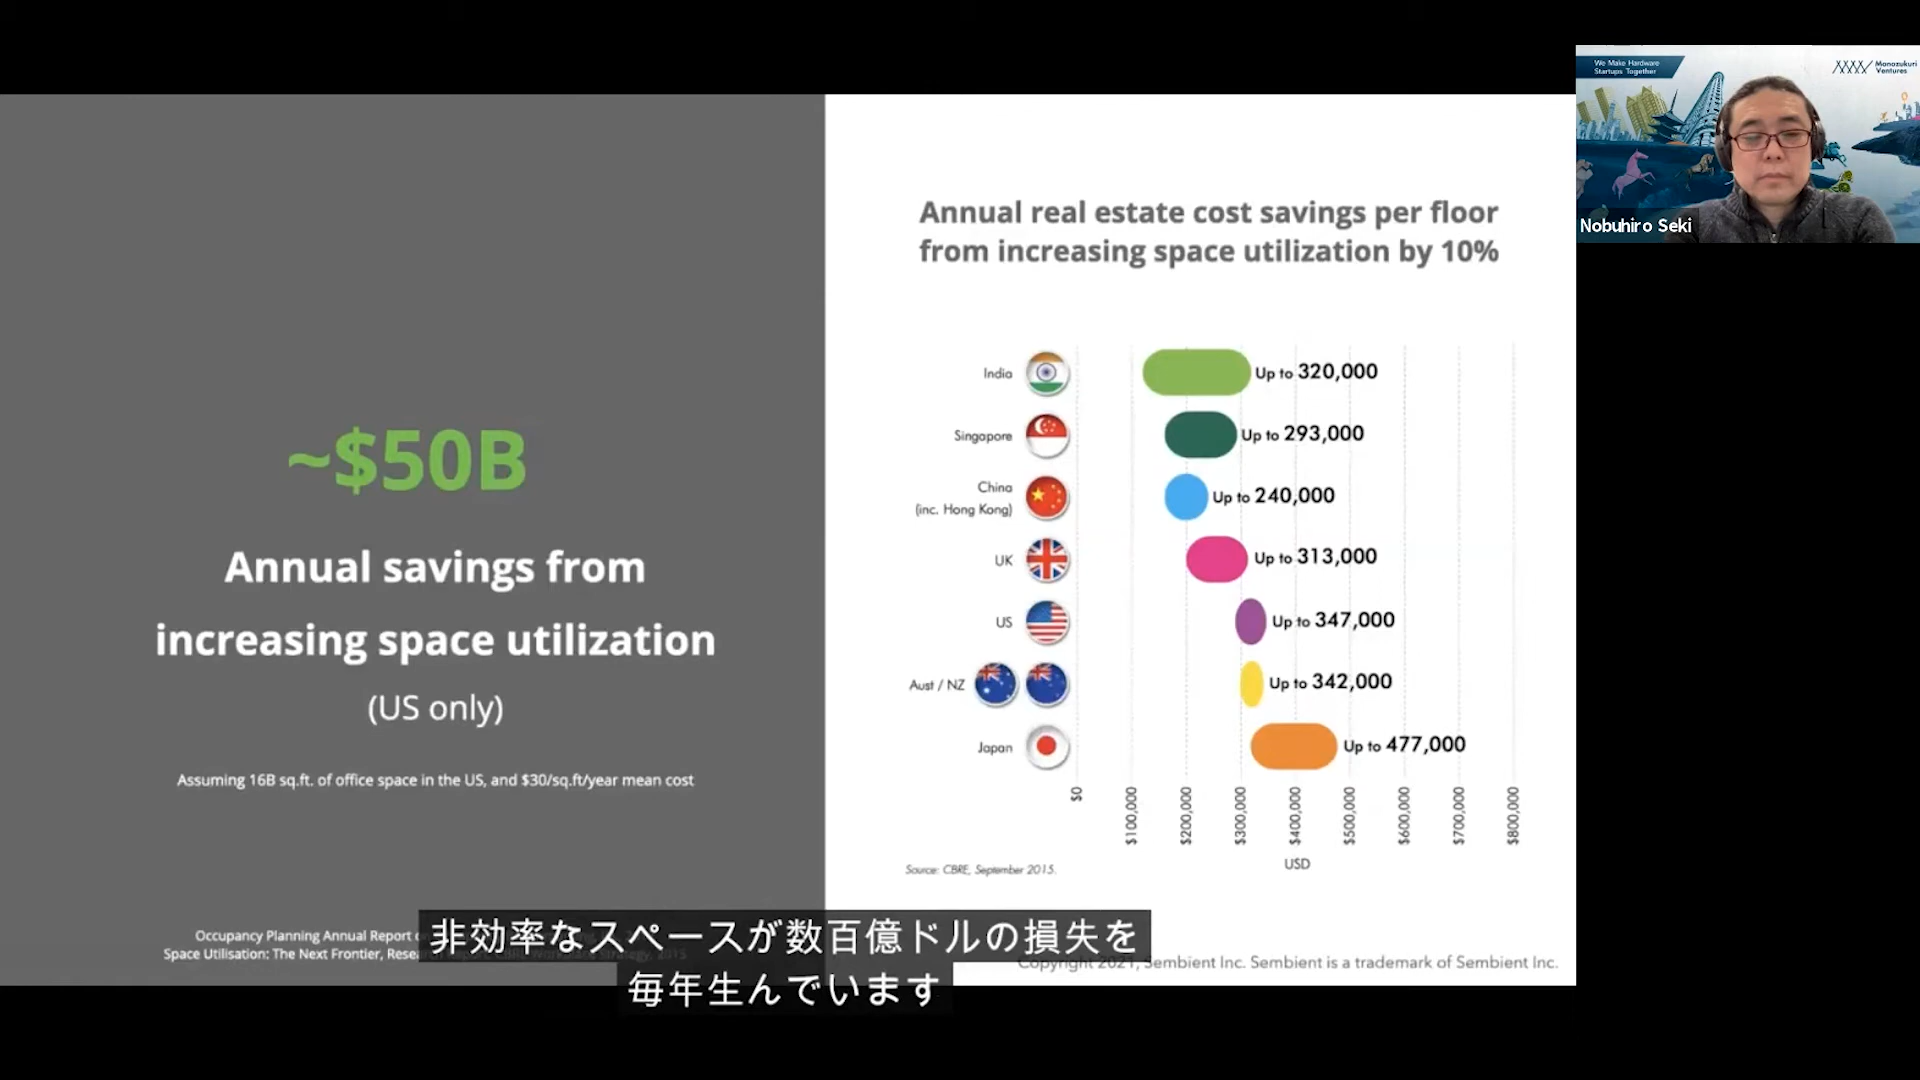 We Make Hardware
Startups Together
Monozukuri
Ventures
Nobuhiro Seki
~$50B
Annual savings from
increasing space utilization
(US only)
Assuming 16B sq.ft. of office space in the US, and $30/sq.ft/year mean cost
Occupancy Planning Annual Report
Space Utilisation: The Next Frontier, 2015
Annual real estate cost savings per floor
from increasing space utilization by 10%
India Up to 320,000
Singapore Up to 293,000
China
(inc. Hong Kong) Up to 240,000
UK Up to 313,000
US Up to 347,000
Aust / NZ Up to 342,000
Japan Up to 477,000
$0 $100,000 $200,000 $300,000 $400,000 $500,000 $600,000 $700,000 $800,000
USD
Source: CBRE, September 2015.
Copyright 2021, Sembient Inc. Sembient is a trademark of Sembient Inc.
非効率なスペースが数百億ドルの損失を
毎年生んでいます